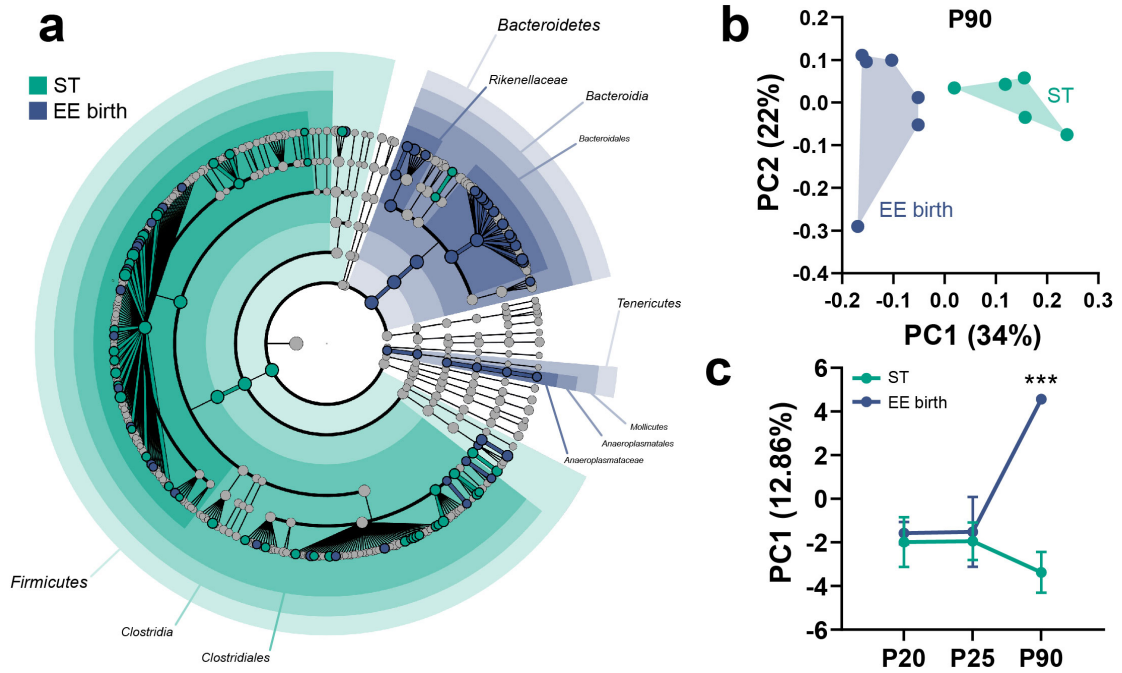 a
ST
EE birth
Bacteroidetes
Rikenellaceae
Bacteroidia
Bacteroidales
Tenericutes
Mollicutes
Anaeroplasmatales
Anaeroplasmataceae
Firmicutes
Clostridia
Clostridiales
b
P90
PC2 (22%)
0.2
0.1
0.0
-0.1
-0.2
-0.3
-0.4
ST
EE birth
-0.2 -0.1 0.0 0.1 0.2 0.3
PC1 (34%)
c
PC1 (12.86%)
6
4
2
0
-2
-4
-6
ST
EE birth
***
P20 P25 P90